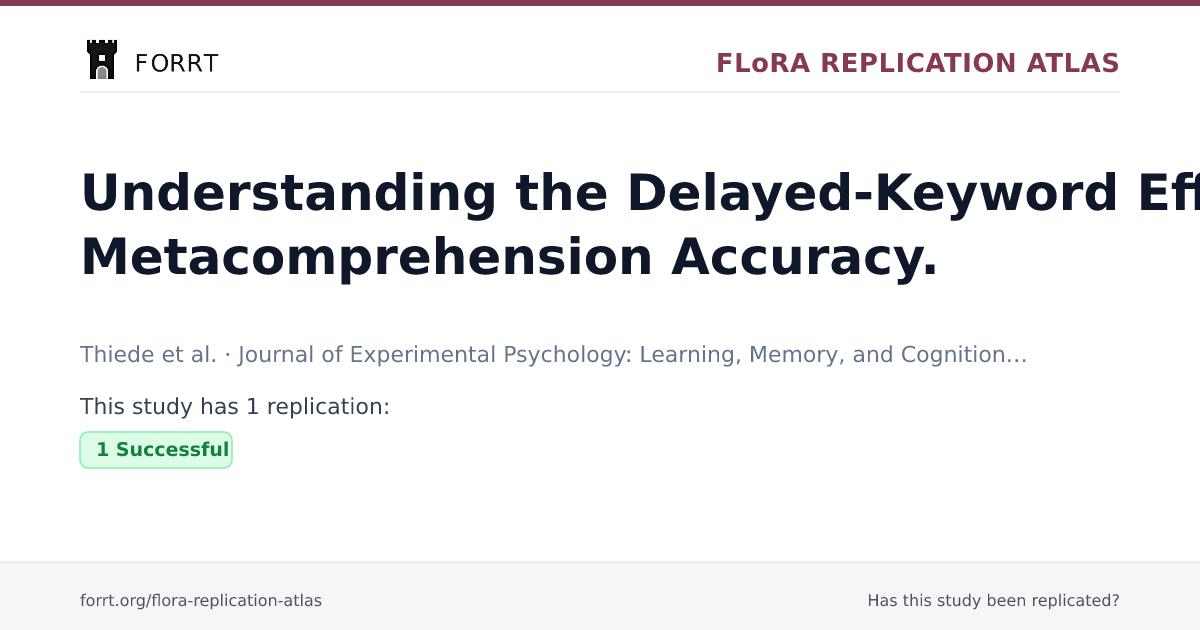 FORRT
FLoRA REPLICATION ATLAS
Understanding the Delayed-Keyword Eff
Metacomprehension Accuracy.
Thiede et al. · Journal of Experimental Psychology: Learning, Memory, and Cognition…
This study has 1 replication:
1 Successful
forrt.org/flora-replication-atlas
Has this study been replicated?